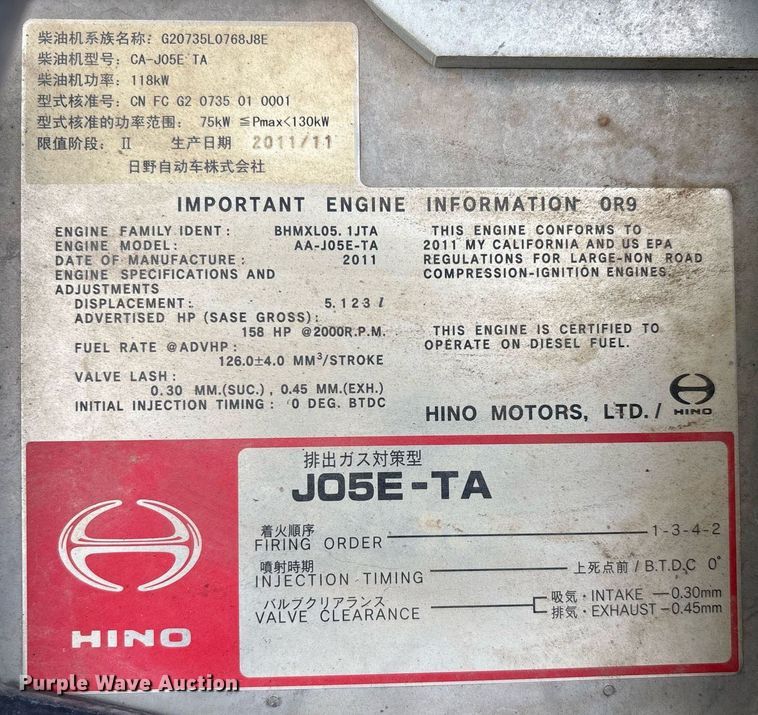 柴油机系族名称: G20735L0768J8E
柴油机型号: CA-J05E TA
柴油机功率: 118kW
型式核准号: CN FC G2 0735 01 0001
型式核准的功率范围: 75kW ≦Pmax<130kW
限值阶段: Ⅱ 生产日期 2011/11
日野自动车株式会社
IMPORTANT ENGINE INFORMATION 0R9
ENGINE FAMILY IDENT: BHMXL05.1JTA
ENGINE MODEL: AA-J05E-TA
DATE OF MANUFACTURE: 2011
ENGINE SPECIFICATIONS AND
ADJUSTMENTS
DISPLACEMENT: 5.123ℓ
ADVERTISED HP (SASE GROSS):
158 HP @2000R.P.M.
FUEL RATE @ADVHP:
126.0±4.0 MM³/STROKE
VALVE LASH:
0.30 MM.(SUC.), 0.45 MM.(EXH.)
INITIAL INJECTION TIMING: 0 DEG. BTDC
THIS ENGINE CONFORMS TO
2011 MY CALIFORNIA AND US EPA
REGULATIONS FOR LARGE-NON ROAD
COMPRESSION-IGNITION ENGINES.
THIS ENGINE IS CERTIFIED TO
OPERATE ON DIESEL FUEL.
HINO MOTORS, LTD./
HINO
排出ガス対策型
J05E-TA
着火順序
FIRING ORDER 1-3-4-2
噴射時期
INJECTION TIMING 上死点前/B.T.D.C 0°
バルブクリアランス
VALVE CLEARANCE
吸気・INTAKE -0.30mm
排気・EXHAUST -0.45mm
HINO
Purple Wave Auction